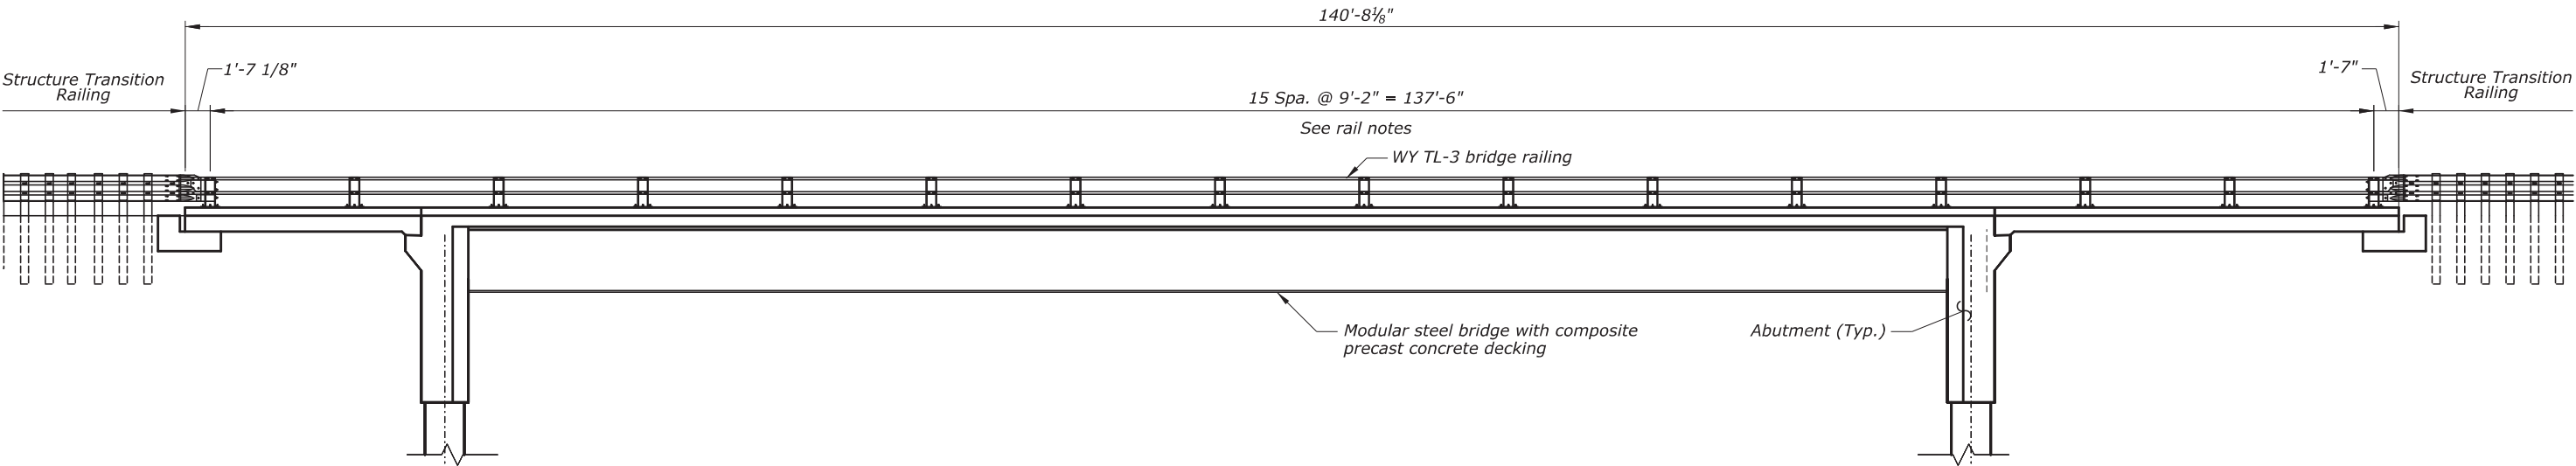 140'-8⅛"
1'-7 1/8"
1'-7"
Structure Transition
Railing
Structure Transition
Railing
15 Spa. @ 9'-2" = 137'-6"
See rail notes
WY TL-3 bridge railing
Modular steel bridge with composite
precast concrete decking
Abutment (Typ.)